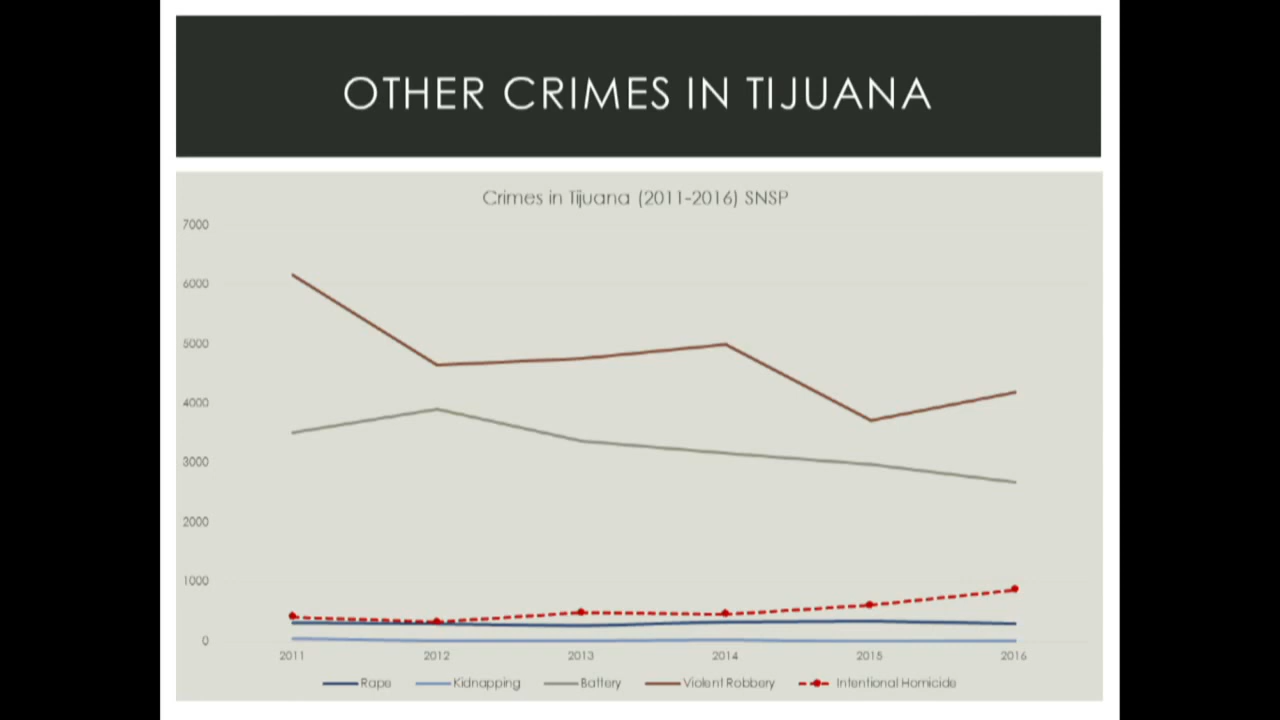 OTHER CRIMES IN TIJUANA
Crimes in Tijuana (2011-2016) SNSP
7000
6000
5000
4000
3000
2000
1000
0
2011 2012 2013 2014 2015 2016
Rape Kidnapping Battery Violent Robbery Intentional Homicide